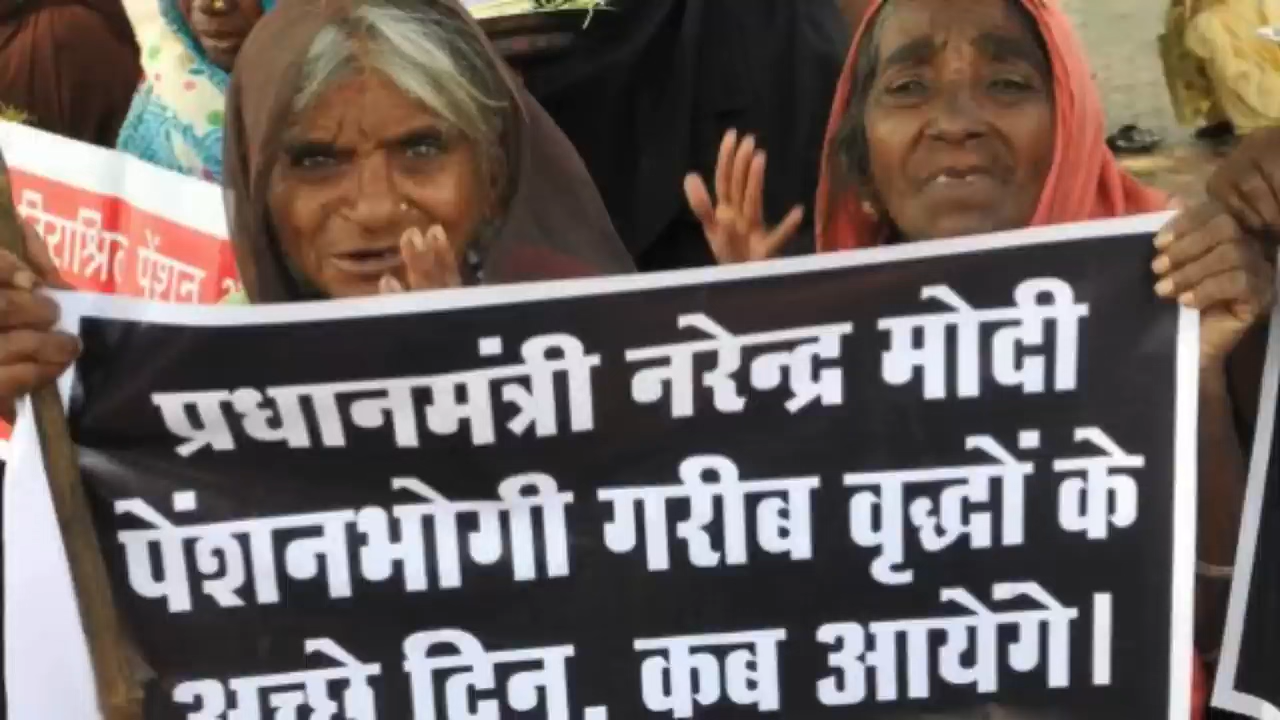 निराश्रित पेंशन
प्रधानमंत्री नरेन्द्र मोदी
पेंशनभोगी गरीब वृद्धों के
अच्छे दिन, कब आयेगे।